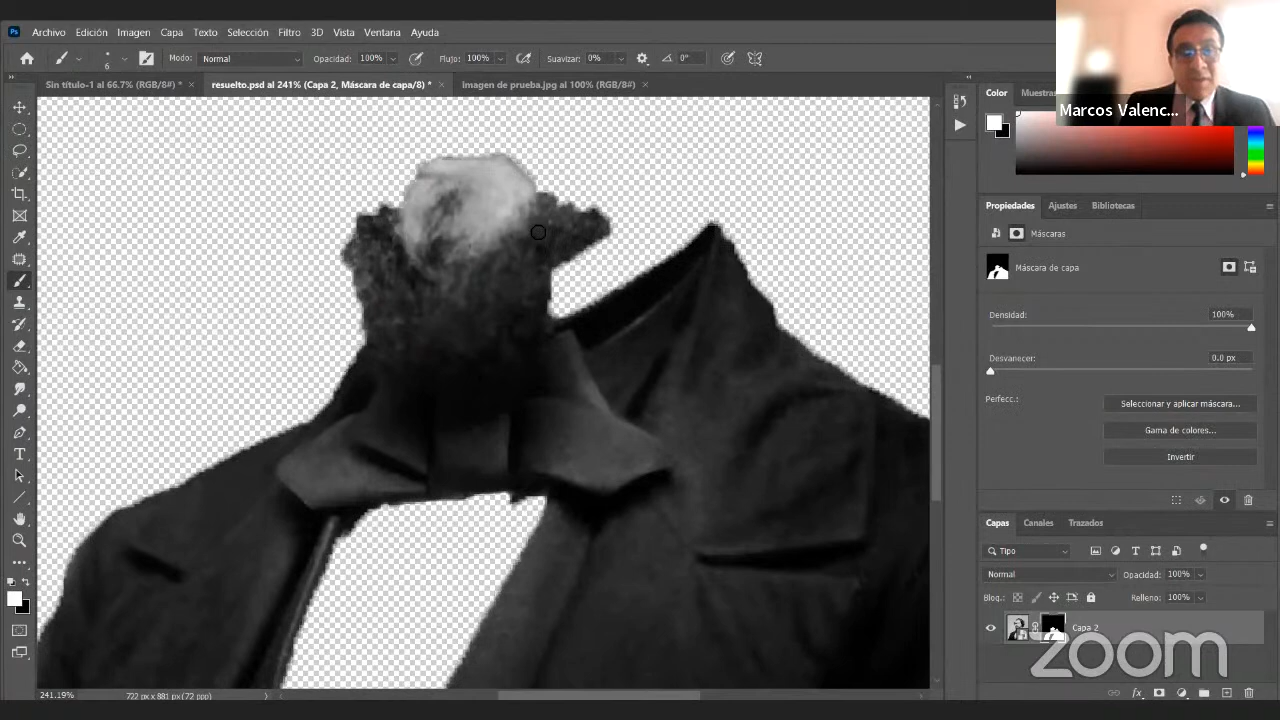 Ps Archivo Edición Imagen Capa Texto Selección Filtro 3D Vista Ventana Ayuda
6 Modo: Normal Opacidad: 100% Flujo: 100% Suavizar: 0% 0°
Sin título-1 al 66.7% (RGB/8#) * × resuelto.psd al 241% (Capa 2, Máscara de capa/8) * × Imagen de prueba.jpg al 100% (RGB/8#) ×
Color Muestras
Marcos Valenc...
Propiedades Ajustes Bibliotecas
Máscaras
Máscara de capa
Densidad: 100%
Desvanecer: 0.0 px
Perfecc.: Seleccionar y aplicar máscara...
Gama de colores...
Invertir
Capas Canales Trazados
Tipo
Normal Opacidad: 100%
Bloq.: Relleno: 100%
Capa 2
zoom
241.19% 722 px x 881 px (72 ppp)